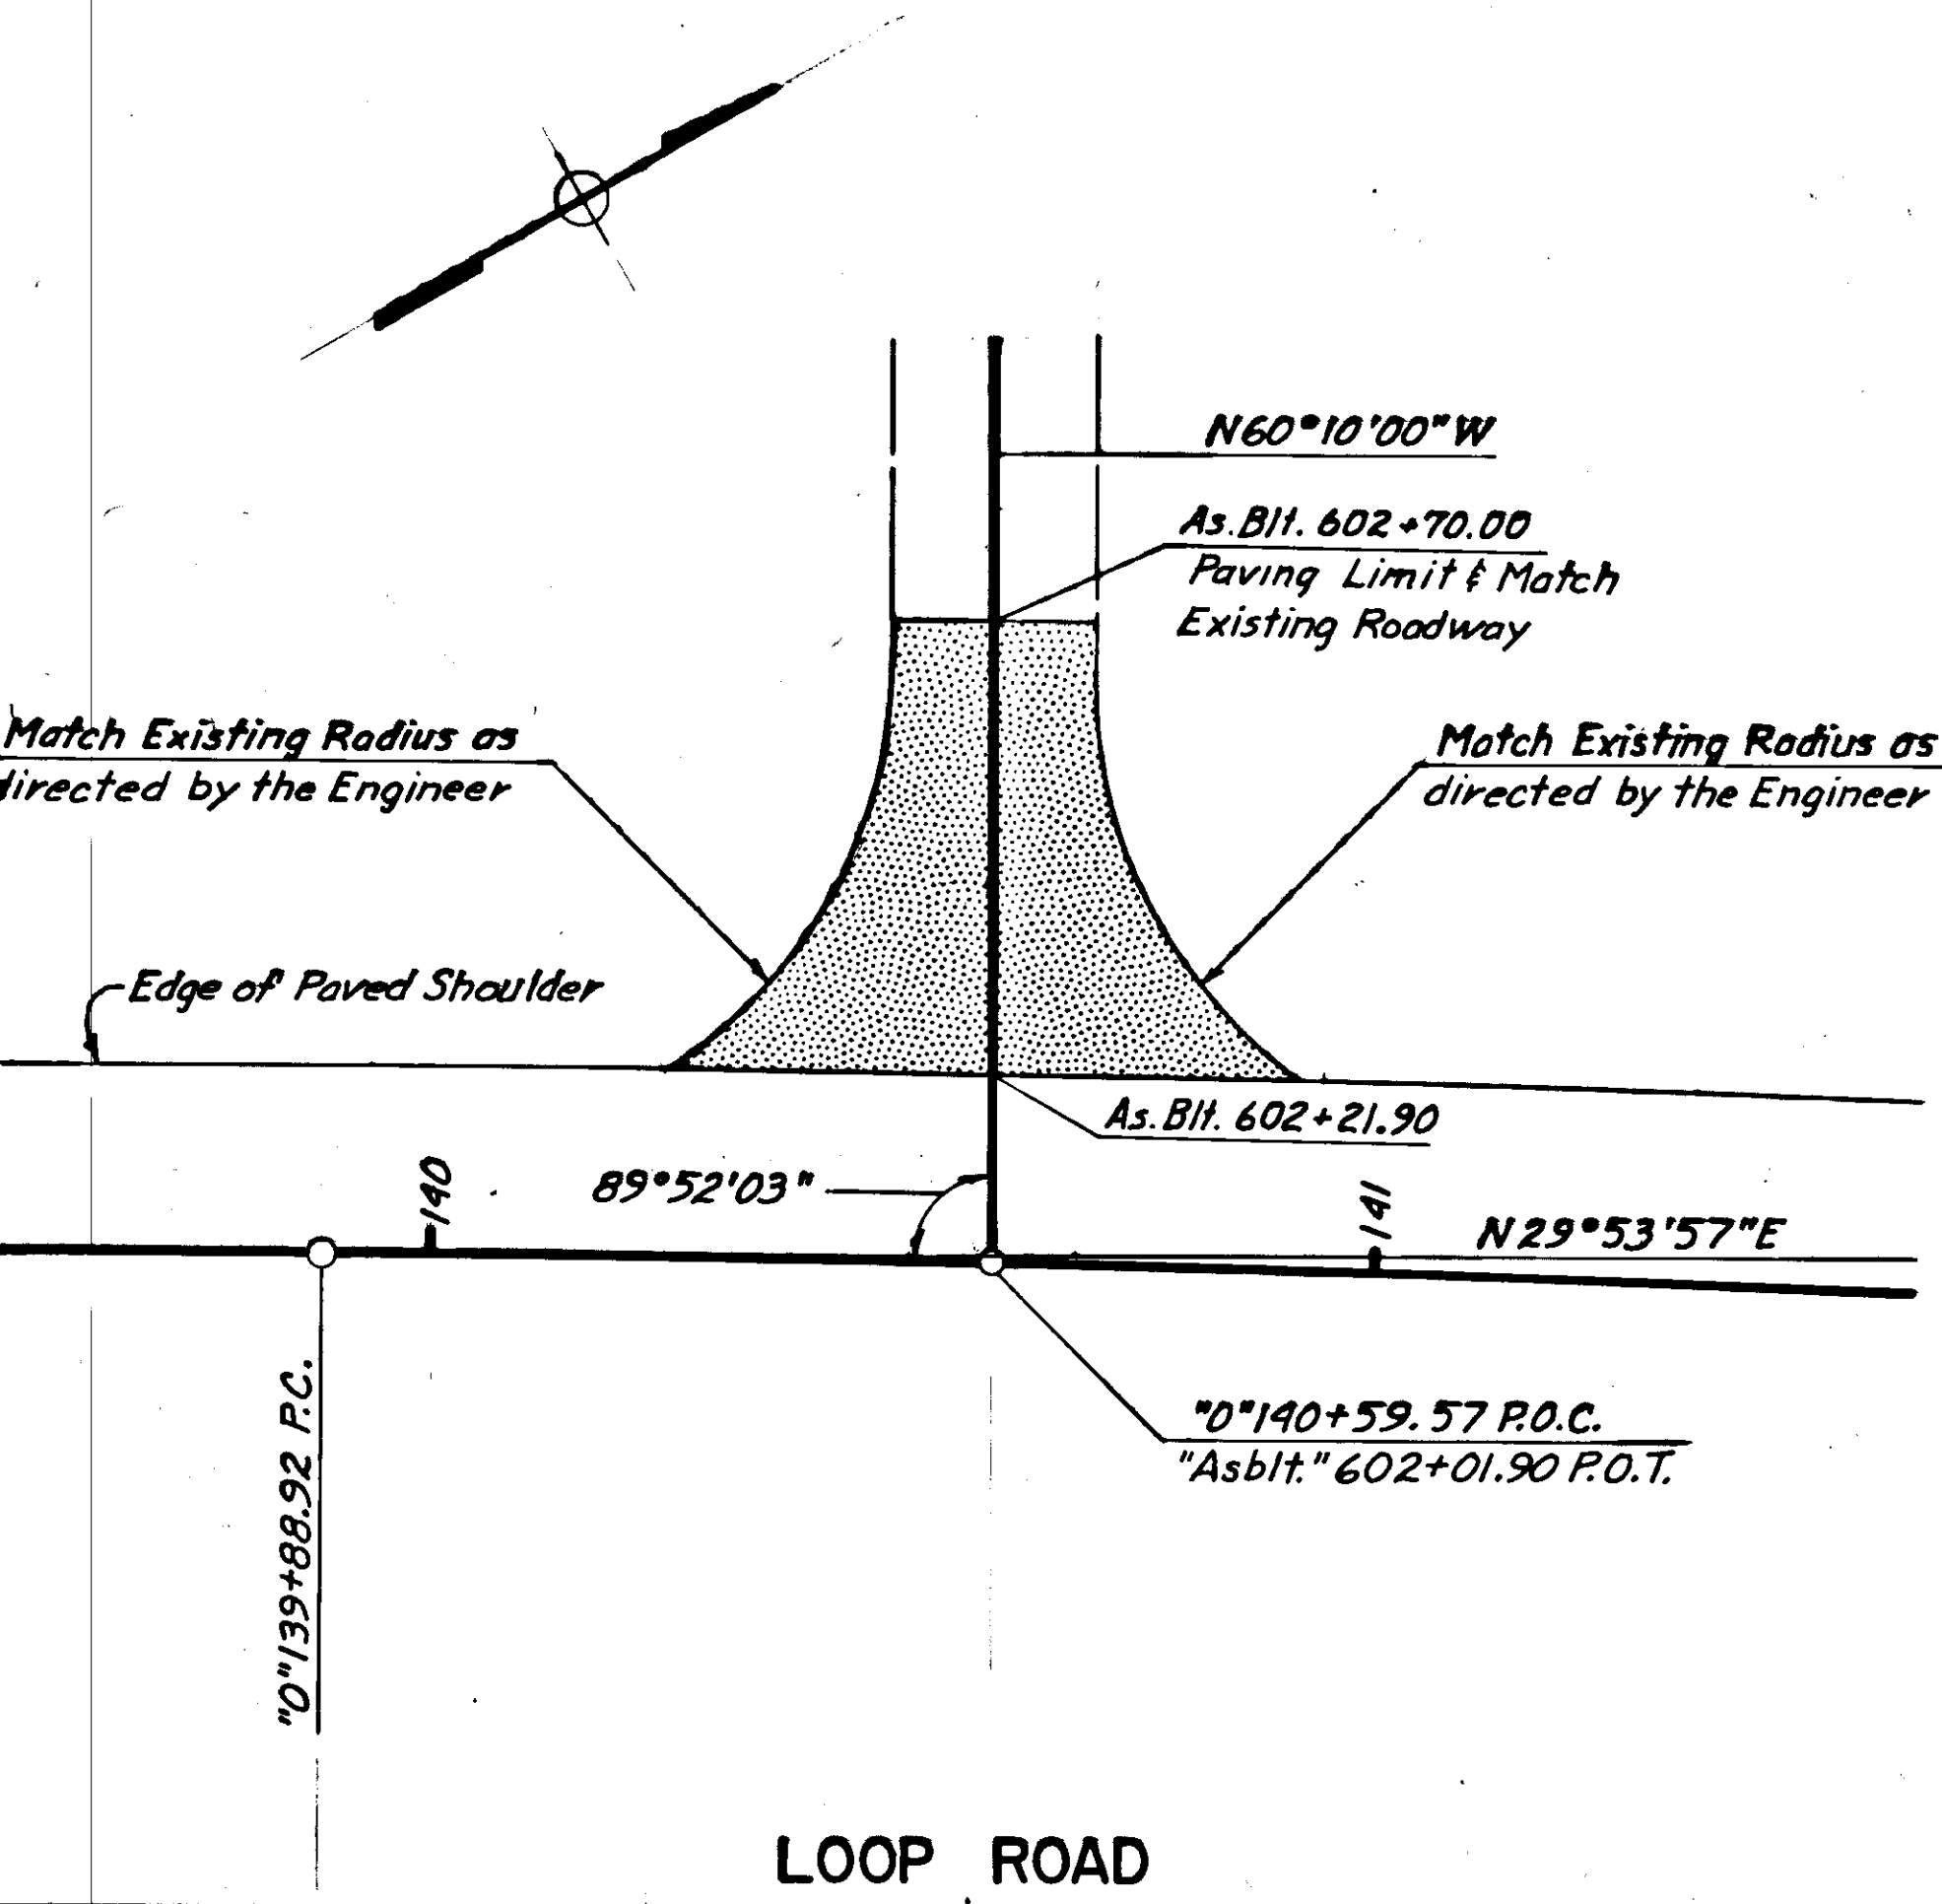 N60°10'00"W
As.Blt. 602+70.00
Paving Limit & Match
Existing Roadway
Match Existing Radius as
directed by the Engineer
Match Existing Radius as
directed by the Engineer
Edge of Paved Shoulder
As.Blt. 602+21.90
89°52'03"
140
141
N29°53'57"E
"O"139+88.92 P.C.
"O"140+59.57 P.O.C.
"Asblt." 602+01.90 P.O.T.
LOOP ROAD